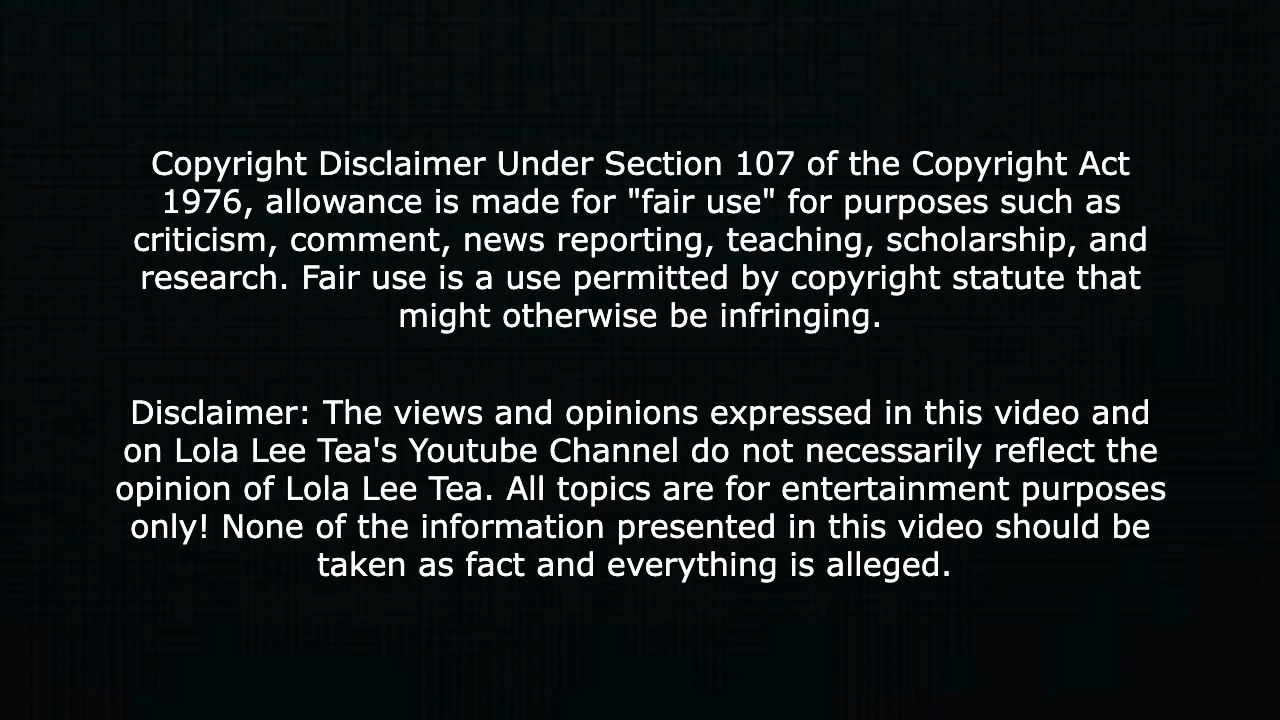 Copyright Disclaimer Under Section 107 of the Copyright Act
1976, allowance is made for "fair use" for purposes such as
criticism, comment, news reporting, teaching, scholarship, and
research. Fair use is a use permitted by copyright statute that
might otherwise be infringing.
Disclaimer: The views and opinions expressed in this video and
on Lola Lee Tea's Youtube Channel do not necessarily reflect the
opinion of Lola Lee Tea. All topics are for entertainment purposes
only! None of the information presented in this video should be
taken as fact and everything is alleged.